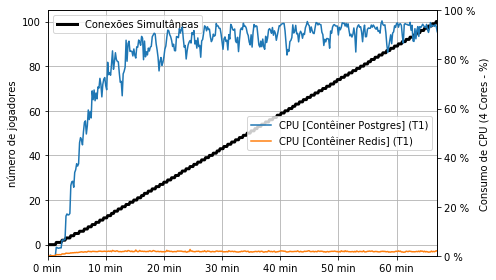 100
80
60
40
20
0
número de jogadores
Conexões Simultâneas
CPU [Contêiner Postgres] (T1)
CPU [Contêiner Redis] (T1)
100 %
80 %
60 %
40 %
20 %
0 %
Consumo de CPU (4 Cores - %)
0 min 10 min 20 min 30 min 40 min 50 min 60 min